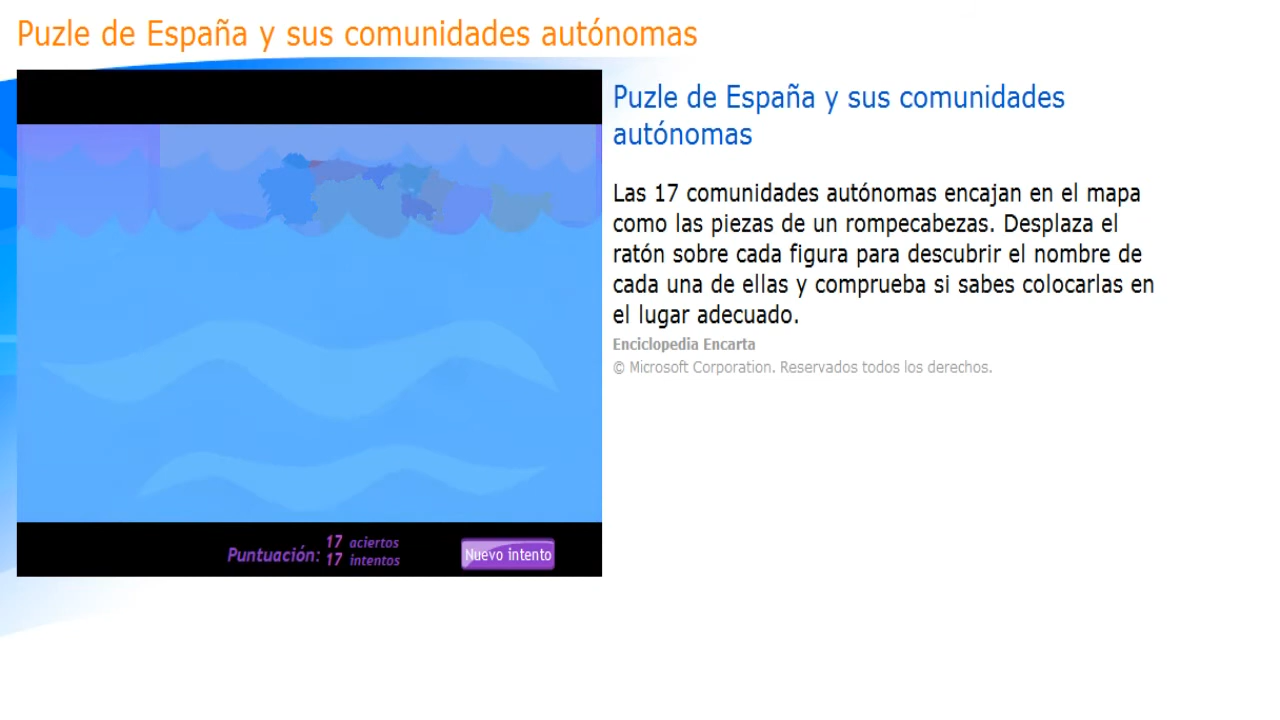 Puzle de España y sus comunidades autónomas
Puzle de España y sus comunidades
autónomas
Las 17 comunidades autónomas encajan en el mapa
como las piezas de un rompecabezas. Desplaza el
ratón sobre cada figura para descubrir el nombre de
cada una de ellas y comprueba si sabes colocarlas en
el lugar adecuado.
Enciclopedia Encarta
© Microsoft Corporation. Reservados todos los derechos.
Puntuación: 17 aciertos
17 intentos
Nuevo intento